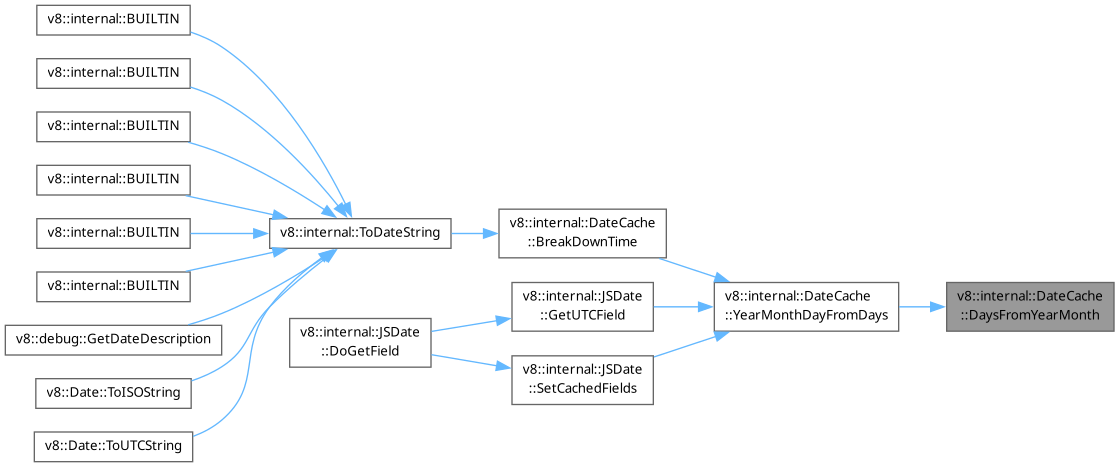 v8::internal::BUILTIN
v8::internal::BUILTIN
v8::internal::BUILTIN
v8::internal::BUILTIN
v8::internal::BUILTIN
v8::internal::BUILTIN
v8::debug::GetDateDescription
v8::Date::ToISOString
v8::Date::ToUTCString
v8::internal::ToDateString
v8::internal::JSDate
::DoGetField
v8::internal::DateCache
::BreakDownTime
v8::internal::JSDate
::GetUTCField
v8::internal::JSDate
::SetCachedFields
v8::internal::DateCache
::YearMonthDayFromDays
v8::internal::DateCache
::DaysFromYearMonth